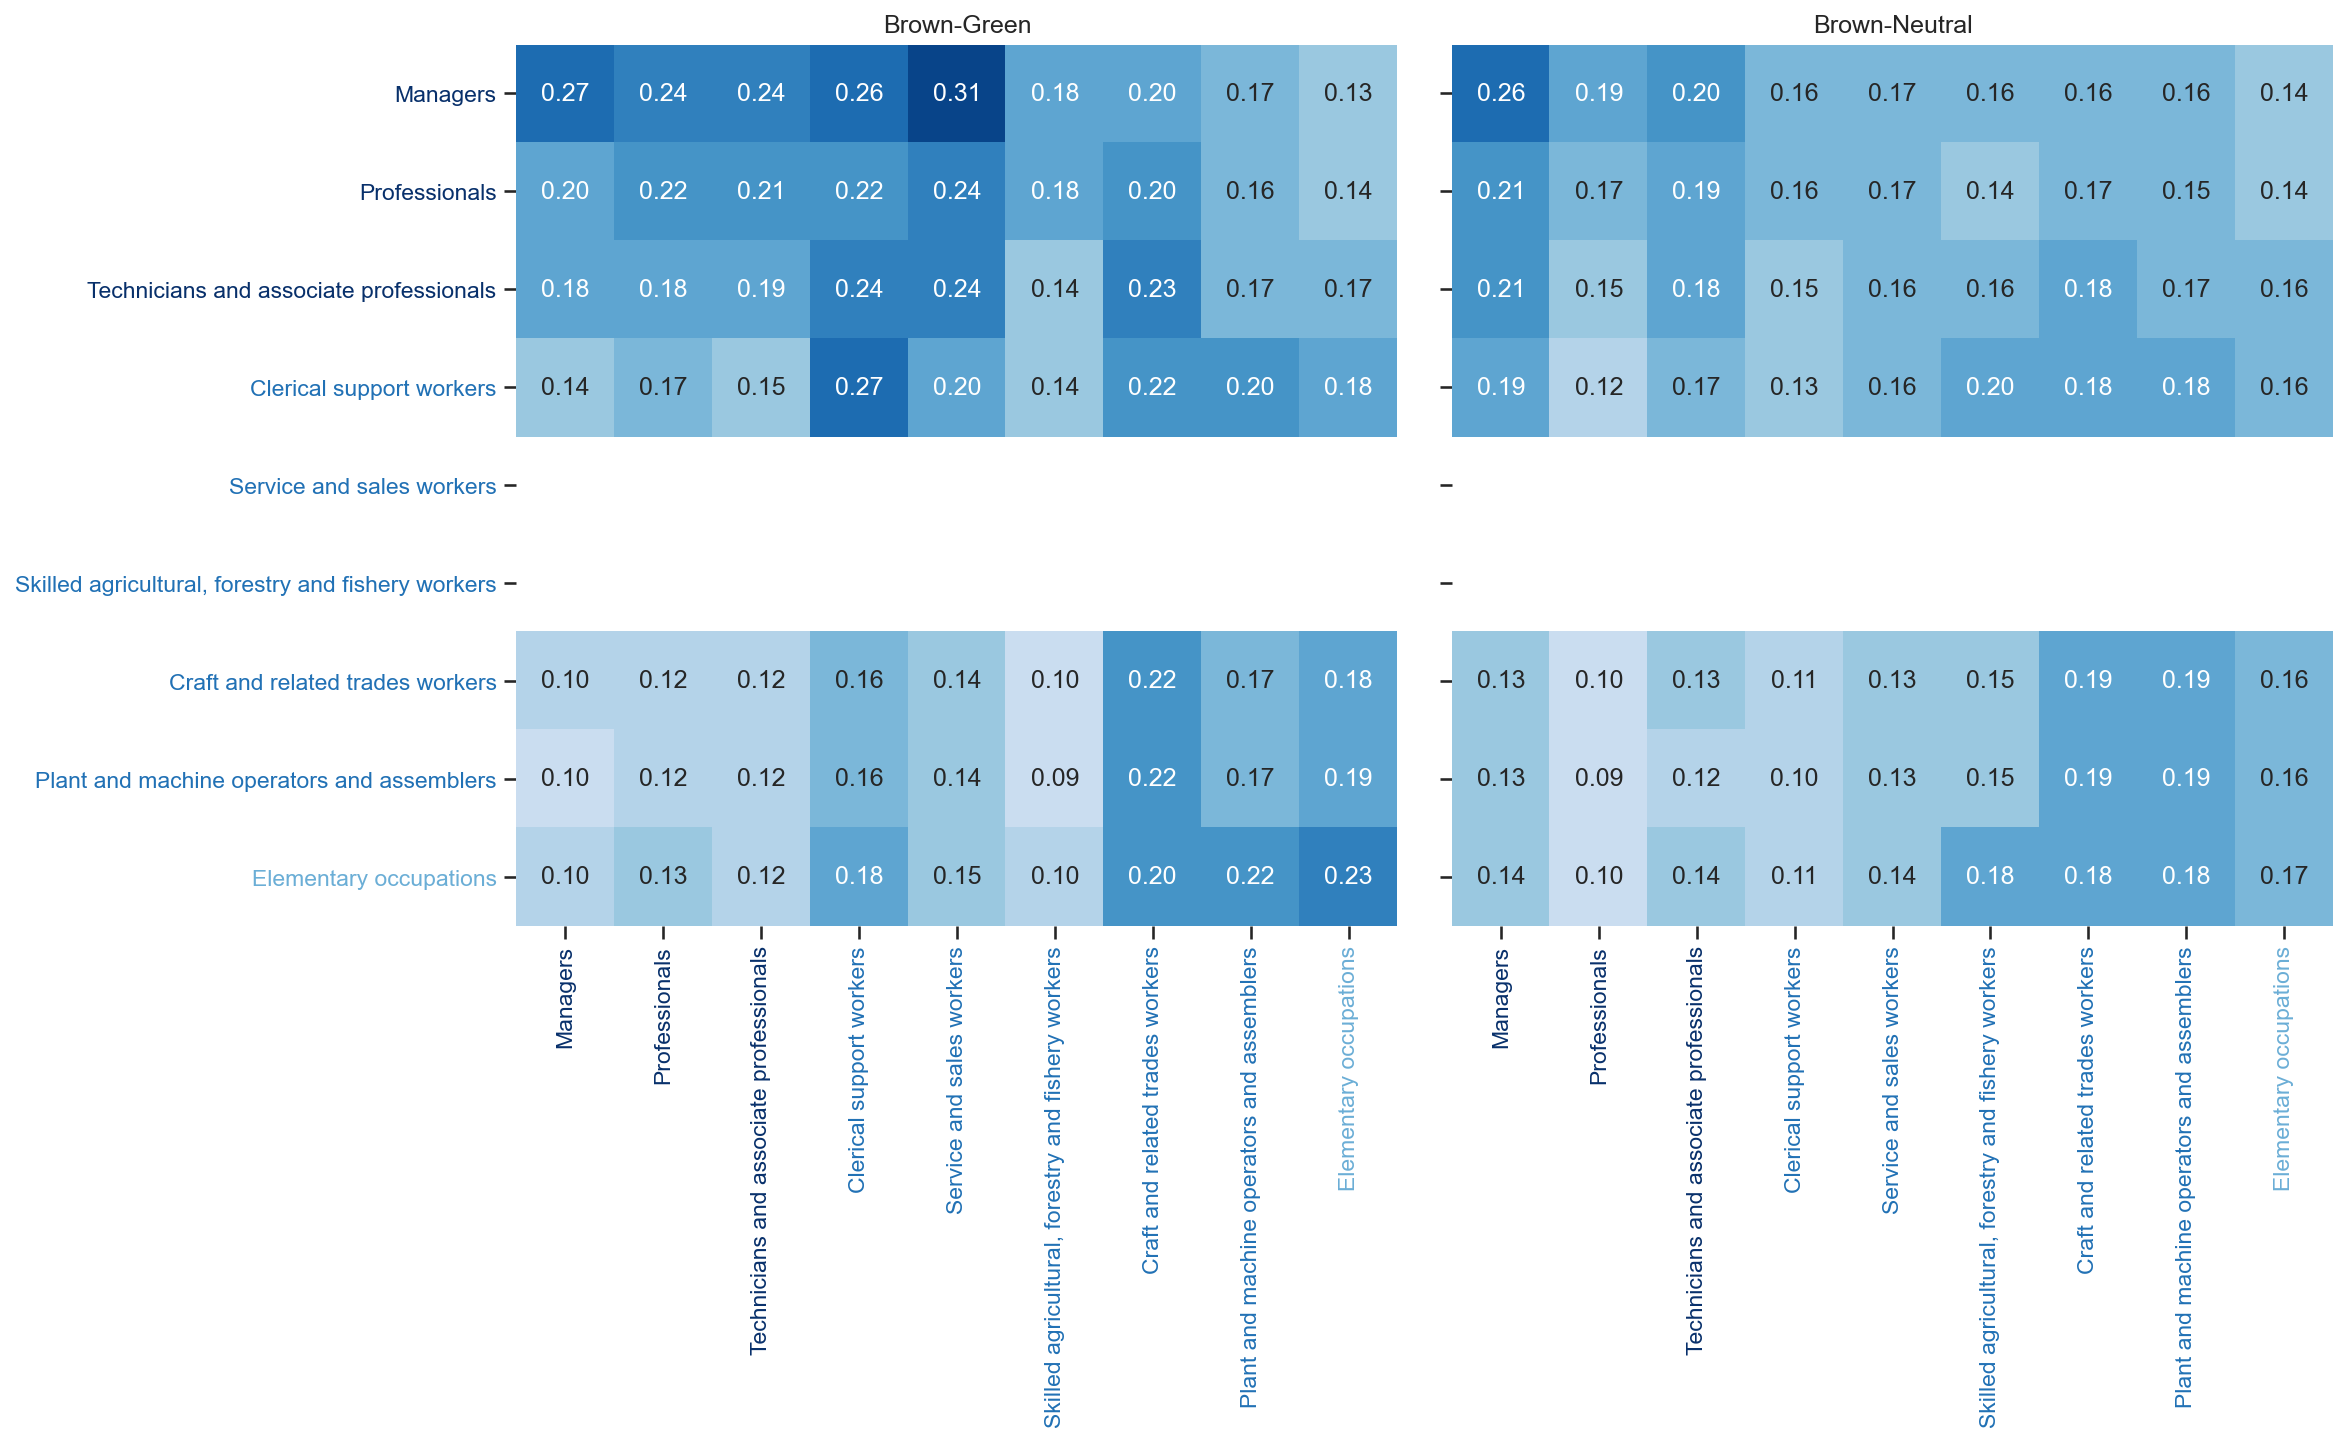 Brown-Green Brown-Neutral
Managers 0.27 0.24 0.24 0.26 0.31 0.18 0.20 0.17 0.13 0.26 0.19 0.20 0.16 0.17 0.16 0.16 0.16 0.14
Professionals 0.20 0.22 0.21 0.22 0.24 0.18 0.20 0.16 0.14 0.21 0.17 0.19 0.16 0.17 0.14 0.17 0.15 0.14
Technicians and associate professionals 0.18 0.18 0.19 0.24 0.24 0.14 0.23 0.17 0.17 0.21 0.15 0.18 0.15 0.16 0.16 0.18 0.17 0.16
Clerical support workers 0.14 0.17 0.15 0.27 0.20 0.14 0.22 0.20 0.18 0.19 0.12 0.17 0.13 0.16 0.20 0.18 0.18 0.16
Service and sales workers
Skilled agricultural, forestry and fishery workers
Craft and related trades workers 0.10 0.12 0.12 0.16 0.14 0.10 0.22 0.17 0.18 0.13 0.10 0.13 0.11 0.13 0.15 0.19 0.19 0.16
Plant and machine operators and assemblers 0.10 0.12 0.12 0.16 0.14 0.09 0.22 0.17 0.19 0.13 0.09 0.12 0.10 0.13 0.15 0.19 0.19 0.16
Elementary occupations 0.10 0.13 0.12 0.18 0.15 0.10 0.20 0.22 0.23 0.14 0.10 0.14 0.11 0.14 0.18 0.18 0.18 0.17
Managers
Professionals
Technicians and associate professionals
Clerical support workers
Service and sales workers
Skilled agricultural, forestry and fishery workers
Craft and related trades workers
Plant and machine operators and assemblers
Elementary occupations
Managers
Professionals
Technicians and associate professionals
Clerical support workers
Service and sales workers
Skilled agricultural, forestry and fishery workers
Craft and related trades workers
Plant and machine operators and assemblers
Elementary occupations